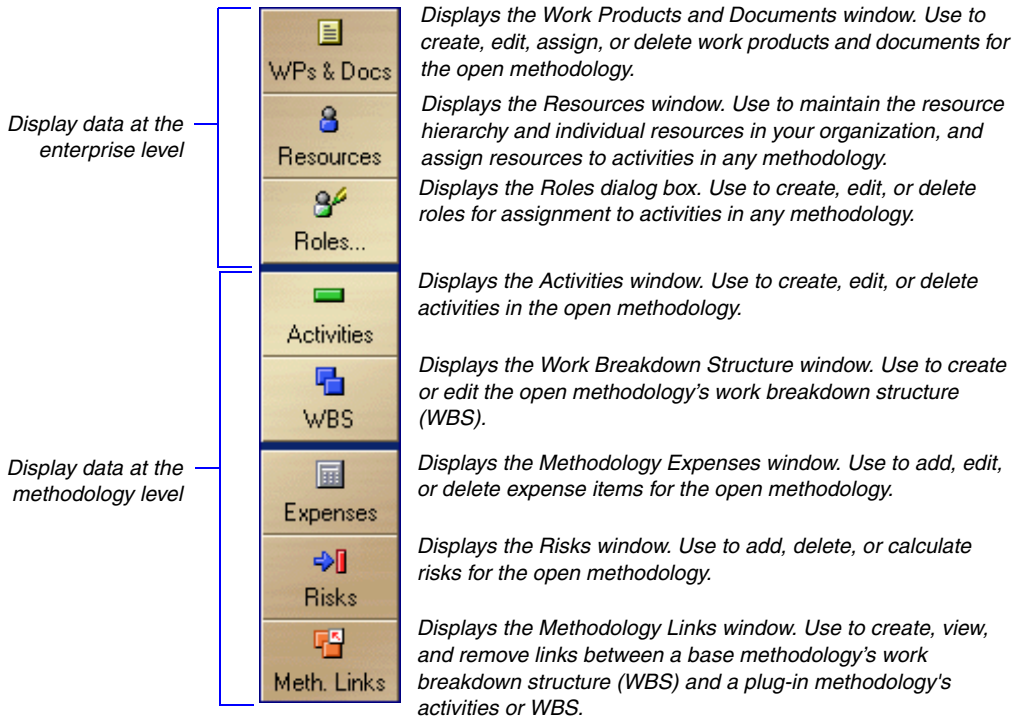 Displays the Work Products and Documents window. Use to
create, edit, assign, or delete work products and documents for
the open methodology.
WPs & Docs
Display data at the
enterprise level
Displays the Resources window. Use to maintain the resource
hierarchy and individual resources in your organization, and
assign resources to activities in any methodology.
Resources
Displays the Roles dialog box. Use to create, edit, or delete
roles for assignment to activities in any methodology.
Roles...
Displays the Activities window. Use to create, edit, or delete
activities in the open methodology.
Activities
Displays the Work Breakdown Structure window. Use to create
or edit the open methodology’s work breakdown structure
(WBS).
WBS
Display data at the
methodology level
Displays the Methodology Expenses window. Use to add, edit,
or delete expense items for the open methodology.
Expenses
Displays the Risks window. Use to add, delete, or calculate
risks for the open methodology.
Risks
Displays the Methodology Links window. Use to create, view,
and remove links between a base methodology’s work
breakdown structure (WBS) and a plug-in methodology's
activities or WBS.
Meth. Links